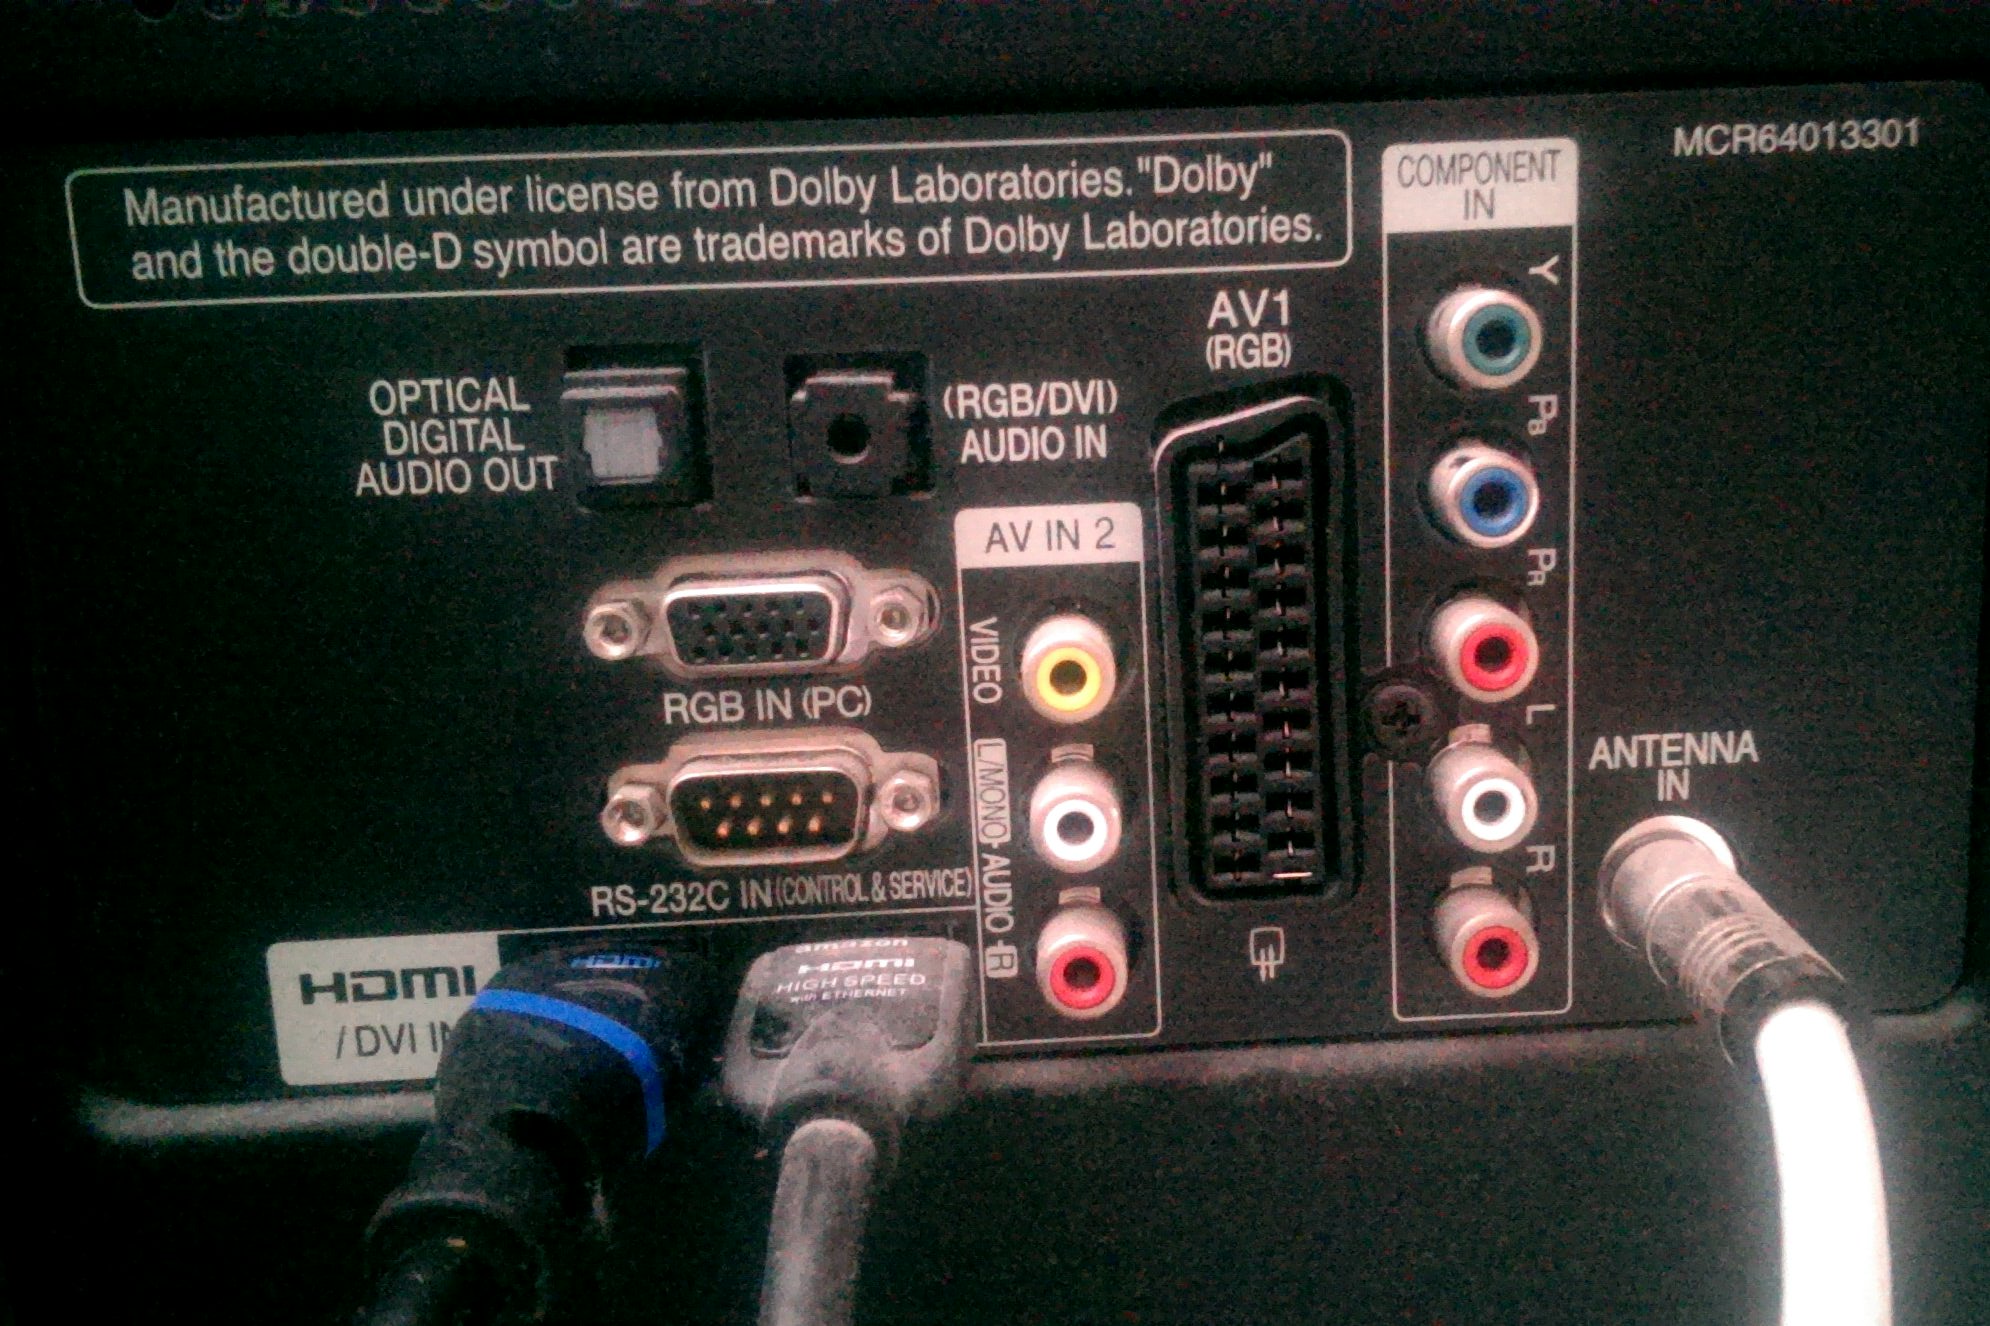 MCR64013301
Manufactured under license from Dolby Laboratories. "Dolby"
and the double-D symbol are trademarks of Dolby Laboratories.
COMPONENT
IN
AV1
(RGB)
OPTICAL
DIGITAL
AUDIO OUT
(RGB/DVI)
AUDIO IN
Y
PB
PR
L
R
AV IN 2
VIDEO
L/MONO AUDIO R
RGB IN (PC)
RS-232C IN (CONTROL & SERVICE)
ANTENNA
IN
HDMI
/ DVI IN
HDMI
amazon
HDMI
HIGH SPEED
with ETHERNET